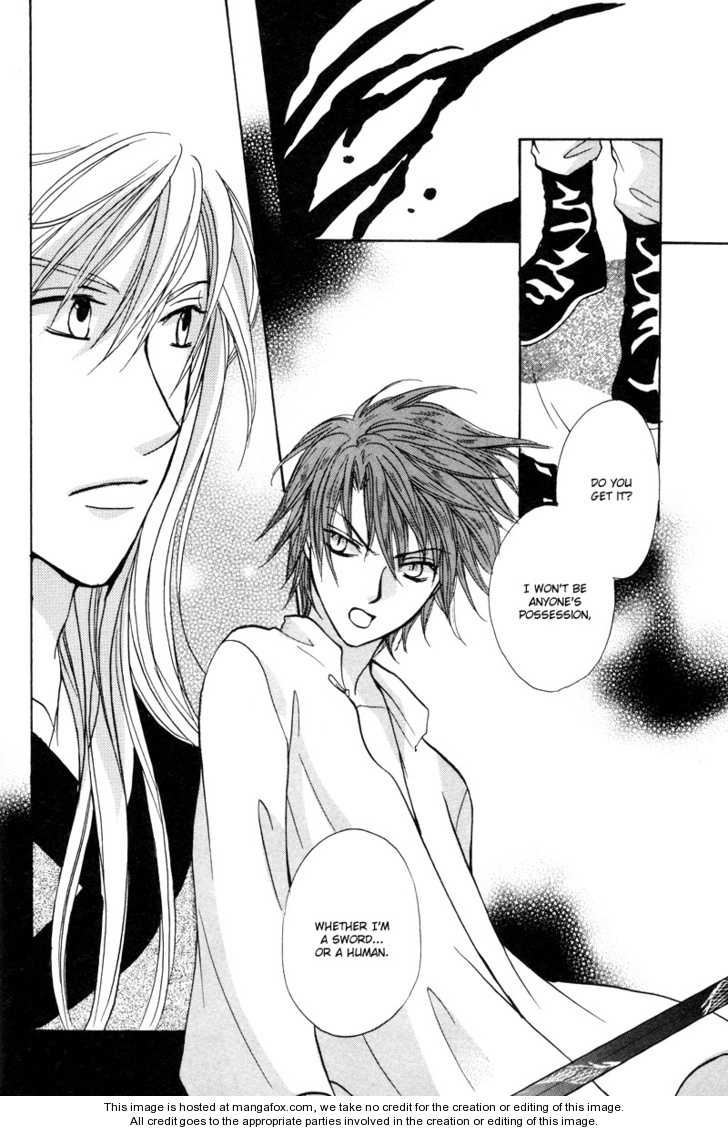 DO YOU
GET IT?
I WON'T BE
ANYONE'S
POSSESSION,
WHETHER I'M
A SWORD...
OR A HUMAN.
This image is hosted at mangafox.com, we take no credit for the creation or editing of this image.
All credit goes to the appropriate parties involved in the creation or editing of this image.